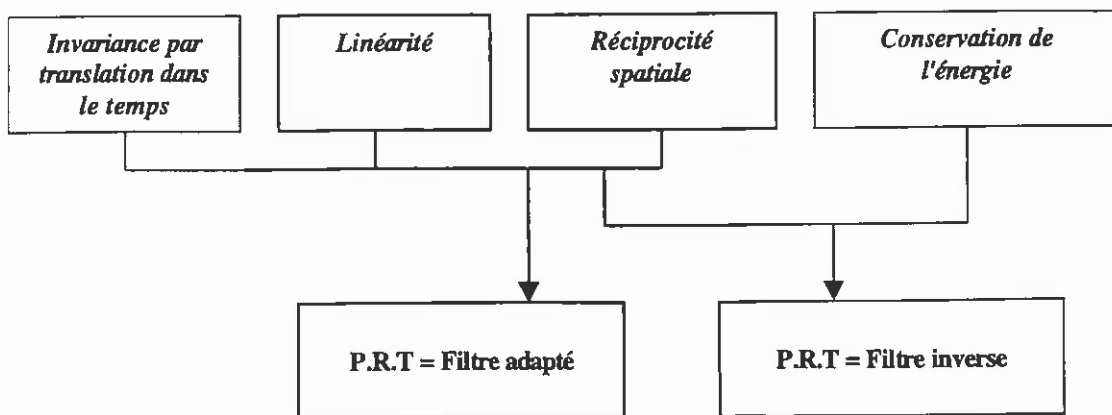 Invariance par
translation dans
le temps
Linéarité
Réciprocité
spatiale
Conservation de
l'énergie
P.R.T = Filtre adapté
P.R.T = Filtre inverse